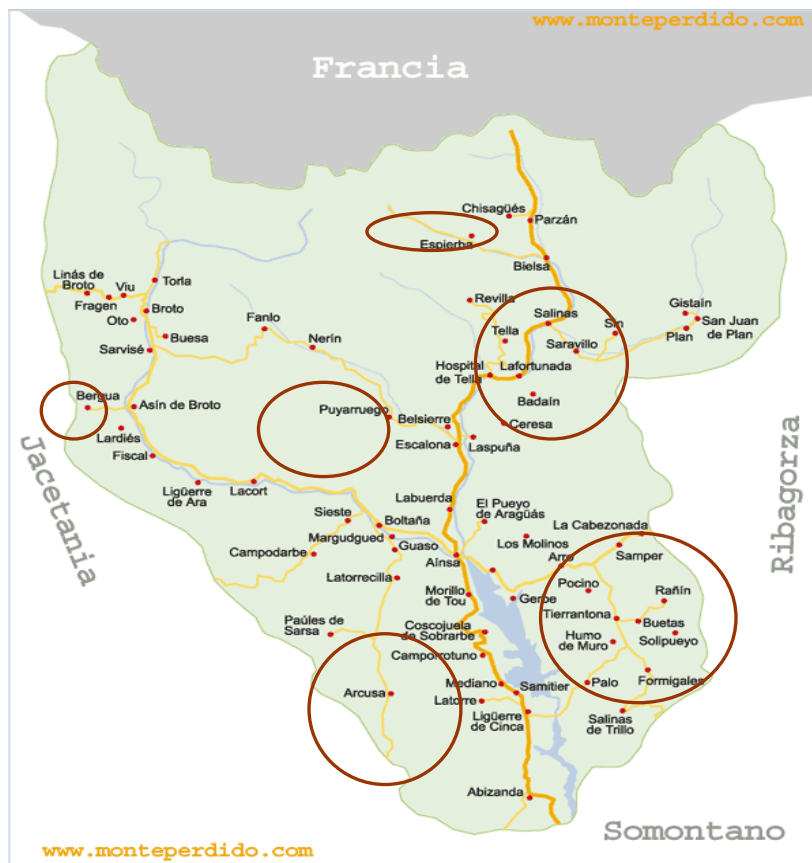 www.monteperdido.com
Francia
Chisagüés
Parzán
Espierba
Bielsa
Linás de
Broto
Viu
Torla
Fragen
Broto
Oto
Buesa
Sarvisé
Fanlo
Nerín
Revilla
Salinas
Tella
Sin
Saravillo
Gistaín
San Juan
de Plan
Plan
Hospital
de Tella
Lafortunada
Badaín
Bergua
Asín de Broto
Lardiés
Fiscal
Puyarruego
Belsierre
Ceresa
Escalona
Laspuña
Jacetania
Ribagorza
Ligüerre
de Ara
Lacort
Labuerda
El Pueyo
de Aragüás
Sieste
Boltaña
Margudgued
Guaso
Campodarbe
Latorrecilla
Aínsa
Los Molinos
La Cabezonada
Arro
Samper
Morillo
de Tou
Gerbe
Pocino
Rañín
Tierrantona
Buetas
Humo
de Muro
Solipueyo
Paúles de
Sarsa
Coscojuela
de Sobrarbe
Camporrotuno
Formigales
Arcusa
Mediano
Samitier
Palo
Latorre
Ligüerre
de Cinca
Salinas
de Trillo
Abizanda
Somontano
www.monteperdido.com